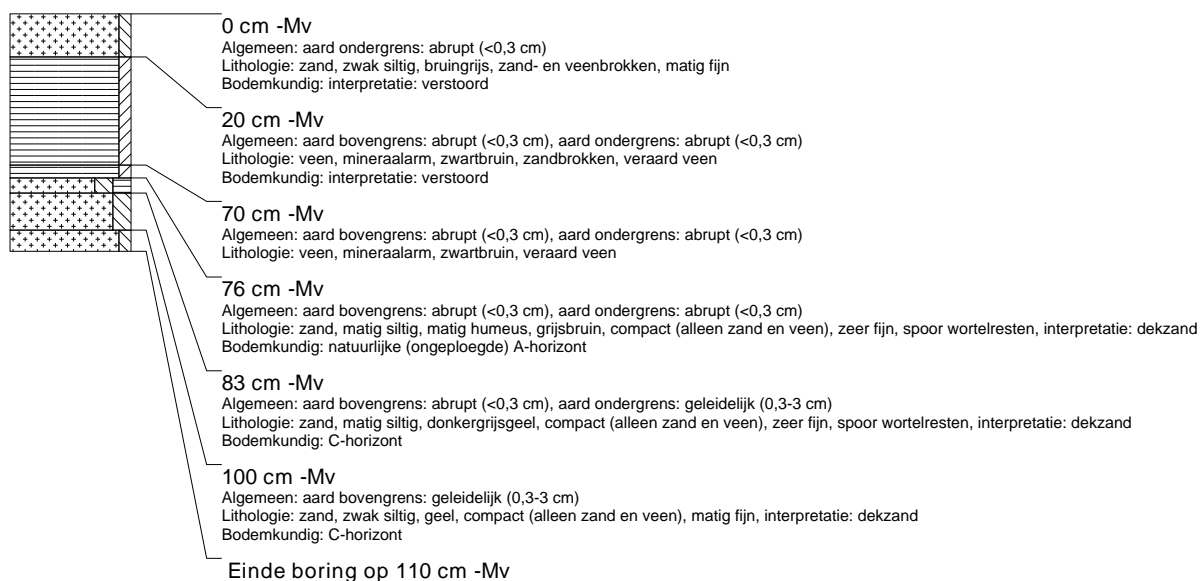 0 cm -Mv
Algemeen: aard ondergrens: abrupt (<0,3 cm)
Lithologie: zand, zwak siltig, bruingrijs, zand- en veenbrokken, matig fijn
Bodemkundig: interpretatie: verstoord
20 cm -Mv
Algemeen: aard bovengrens: abrupt (<0,3 cm), aard ondergrens: abrupt (<0,3 cm)
Lithologie: veen, mineraalarm, zwartbruin, zandbrokken, veraard veen
Bodemkundig: interpretatie: verstoord
70 cm -Mv
Algemeen: aard bovengrens: abrupt (<0,3 cm), aard ondergrens: abrupt (<0,3 cm)
Lithologie: veen, mineraalarm, zwartbruin, veraard veen
76 cm -Mv
Algemeen: aard bovengrens: abrupt (<0,3 cm), aard ondergrens: abrupt (<0,3 cm)
Lithologie: zand, matig siltig, matig humeus, grijsbruin, compact (alleen zand en veen), zeer fijn, spoor wortelresten, interpretatie: dekzand
Bodemkundig: natuurlijke (ongeploegde) A-horizont
83 cm -Mv
Algemeen: aard bovengrens: abrupt (<0,3 cm), aard ondergrens: geleidelijk (0,3-3 cm)
Lithologie: zand, matig siltig, donkergrijsgeel, compact (alleen zand en veen), zeer fijn, spoor wortelresten, interpretatie: dekzand
Bodemkundig: C-horizont
100 cm -Mv
Algemeen: aard bovengrens: geleidelijk (0,3-3 cm)
Lithologie: zand, zwak siltig, geel, compact (alleen zand en veen), matig fijn, interpretatie: dekzand
Bodemkundig: C-horizont
Einde boring op 110 cm -Mv